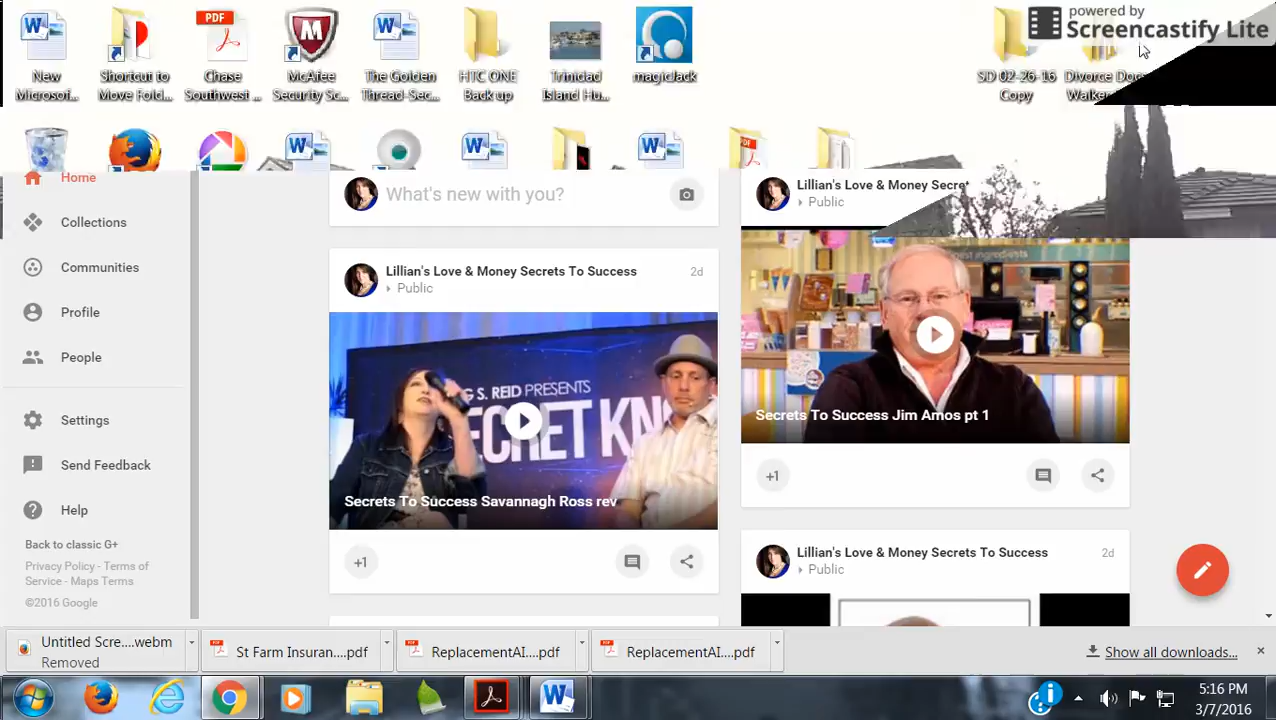 powered by
Screencastify Lite
New
Microsof...
Shortcut to
Move Fold...
PDF
Chase
Southwest ...
McAfee
Security Sc...
The Golden
Thread-Sec...
HTC ONE
Back up
Trinidad
Island Hu...
magicJack
SD 02-26-16
Copy
Divorce Docs
Walker
PDF
Home
Collections
Communities
Profile
People
Settings
Send Feedback
Help
Back to classic G+
Privacy Policy - Terms of
Service - Maps Terms
©2016 Google
What's new with you?
Lillian's Love & Money Secrets To Success
2d
Public
G S. REID PRESENTS
ECRET KN
Secrets To Success Savannagh Ross rev
+1
Lillian's Love & Money Secret
Public
Secrets To Success Jim Amos pt 1
+1
Lillian's Love & Money Secrets To Success
2d
Public
Untitled Scre....webm
Removed
St Farm Insuran....pdf
ReplacementAI....pdf
ReplacementAI....pdf
Show all downloads...
5:16 PM
3/7/2016